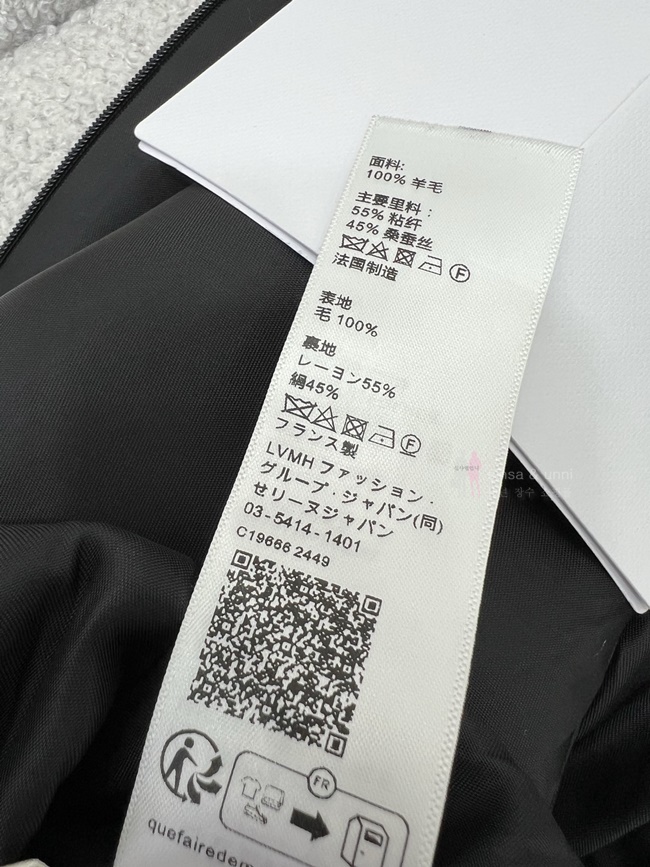 面料:
100% 羊毛
主要里料：
55% 粘纤
45% 桑蚕丝
F
法国制造
表地
毛 100%
裏地
レーヨン55%
絹45%
F
フランス製
LVMH ファッション・
グループ・ジャパン(同)
セリーヌジャパン
03-5414-1401
C19666 2449
FR
quefairedem